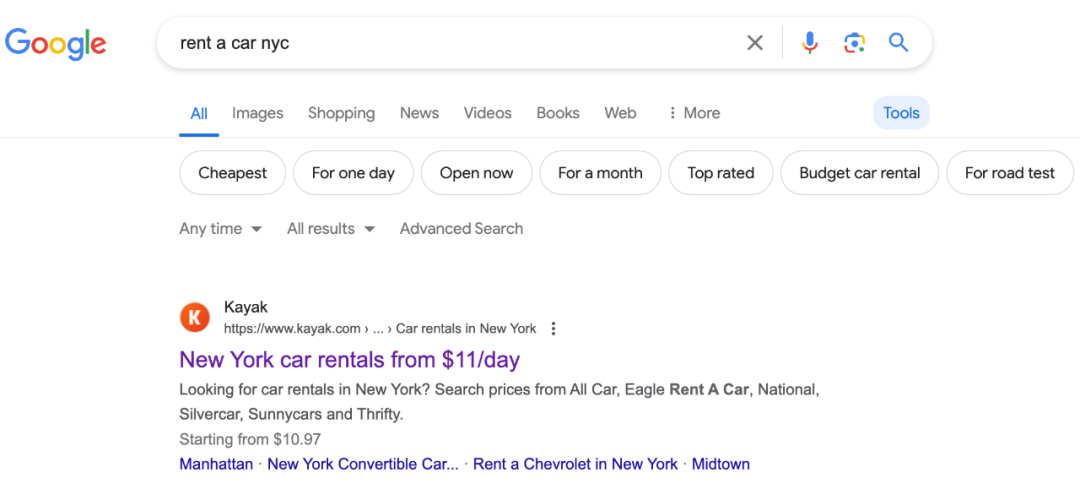 Google
rent a car nyc
All Images Shopping News Videos Books Web More Tools
Cheapest For one day Open now For a month Top rated Budget car rental For road test
Any time All results Advanced Search
K
Kayak
https://www.kayak.com › ... › Car rentals in New York
New York car rentals from $11/day
Looking for car rentals in New York? Search prices from All Car, Eagle Rent A Car, National,
Silvercar, Sunnycars and Thrifty.
Starting from $10.97
Manhattan · New York Convertible Car... · Rent a Chevrolet in New York · Midtown